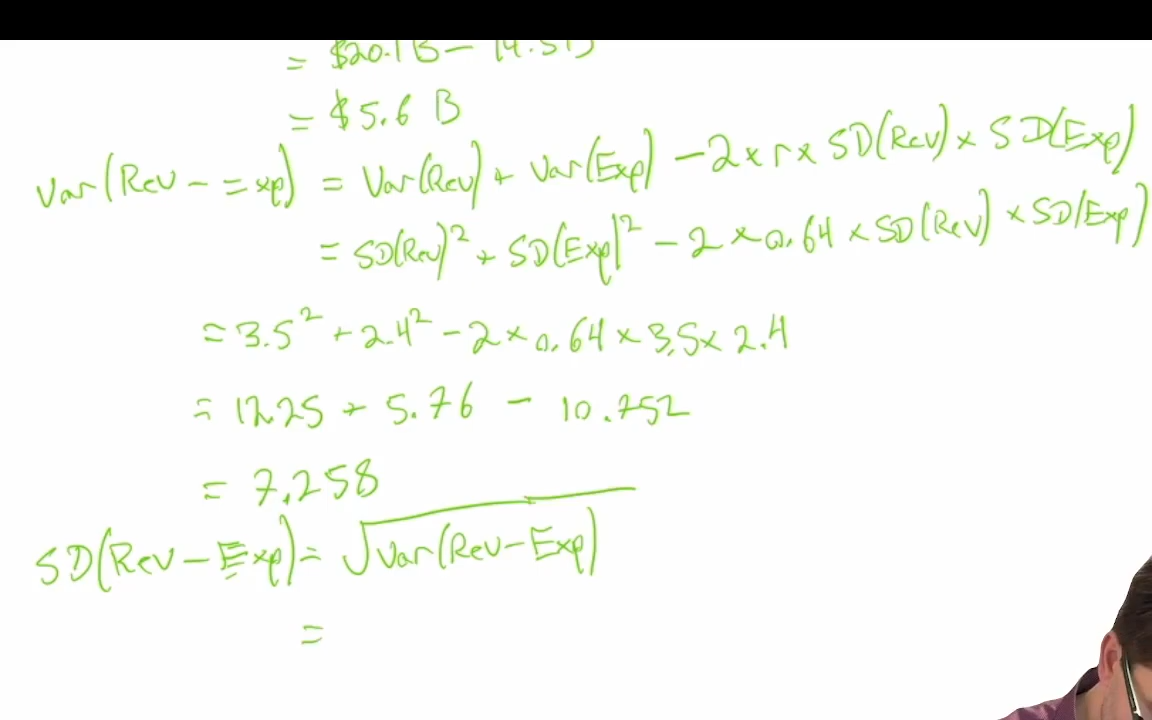 = $20.1B - 14.5B
= $5.6 B
Var(Rev - Exp) = Var(Rev) + Var(Exp) - 2 × r × SD(Rev) × SD(Exp)
= SD(Rev)² + SD(Exp)² - 2 × 0.64 × SD(Rev) × SD(Exp)
= 3.5² + 2.4² - 2 × 0.64 × 3.5 × 2.4
= 12.25 + 5.76 - 10.752
= 7.258
SD(Rev - Exp) = √Var(Rev - Exp)
=